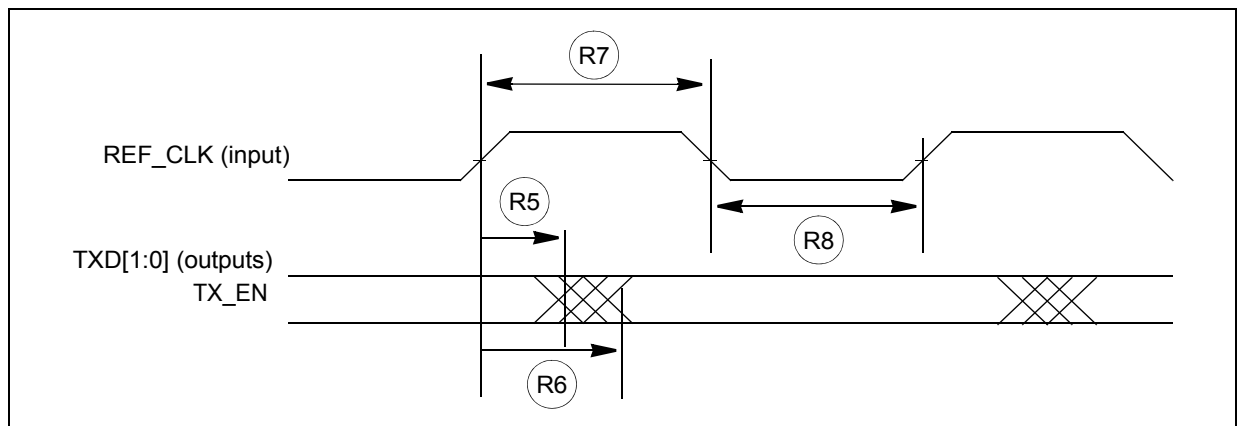 R7
REF_CLK (input)
R5
R8
TXD[1:0] (outputs)
TX_EN
R6